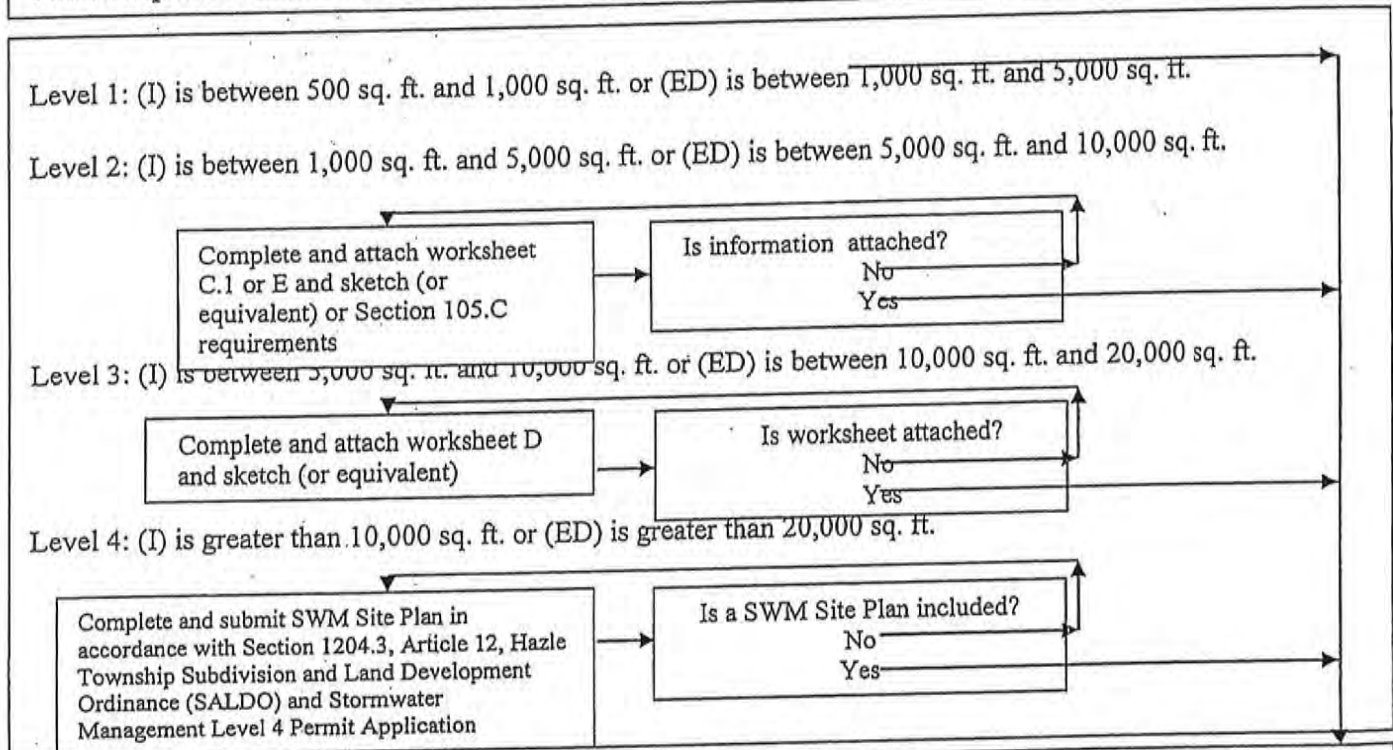 Level 1: (I) is between 500 sq. ft. and 1,000 sq. ft. or (ED) is between 1,000 sq. ft. and 5,000 sq. ft.
Level 2: (I) is between 1,000 sq. ft. and 5,000 sq. ft. or (ED) is between 5,000 sq. ft. and 10,000 sq. ft.
Complete and attach worksheet
C.1 or E and sketch (or
equivalent) or Section 105.C
requirements
Is information attached?
No
Yes
Level 3: (I) is between 5,000 sq. ft. and 10,000 sq. ft. or (ED) is between 10,000 sq. ft. and 20,000 sq. ft.
Complete and attach worksheet D
and sketch (or equivalent)
Is worksheet attached?
No
Yes
Level 4: (I) is greater than 10,000 sq. ft. or (ED) is greater than 20,000 sq. ft.
Complete and submit SWM Site Plan in
accordance with Section 1204.3, Article 12, Hazle
Township Subdivision and Land Development
Ordinance (SALDO) and Stormwater
Management Level 4 Permit Application
Is a SWM Site Plan included?
No
Yes